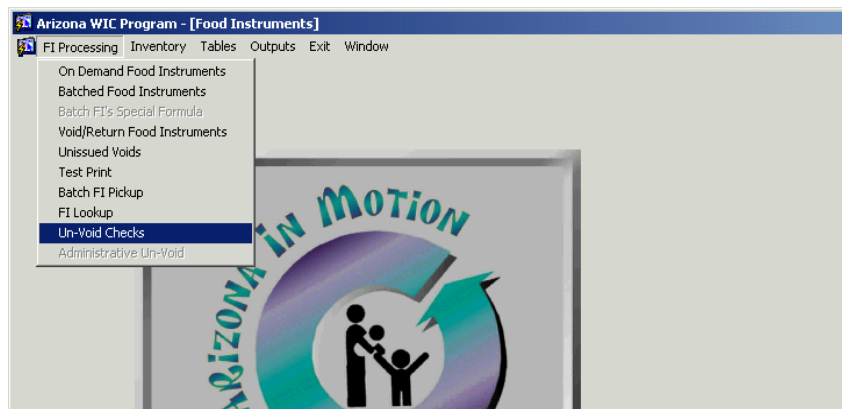 Arizona WIC Program - [Food Instruments]
FI Processing Inventory Tables Outputs Exit Window
On Demand Food Instruments
Batched Food Instruments
Batch FI's Special Formula
Void/Return Food Instruments
Unissued Voids
Test Print
Batch FI Pickup
FI Lookup
Un-Void Checks
Administrative Un-Void
ARIZONA IN MOTION